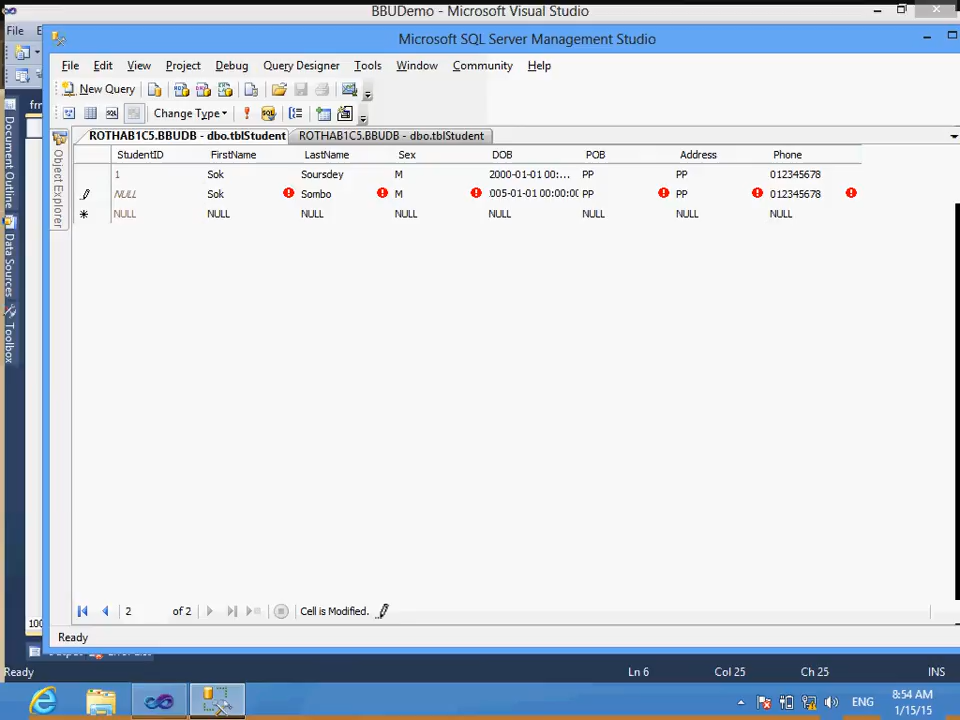 BBUDemo - Microsoft Visual Studio
File
Microsoft SQL Server Management Studio
File Edit View Project Debug Query Designer Tools Window Community Help
New Query
Change Type
ROTHAB1C5.BBUDB - dbo.tblStudent ROTHAB1C5.BBUDB - dbo.tblStudent
StudentID FirstName LastName Sex DOB POB Address Phone
1 Sok Soursdey M 2000-01-01 00:... PP PP 012345678
NULL Sok Sombo M 005-01-01 00:00:00 PP PP 012345678
NULL NULL NULL NULL NULL NULL NULL NULL
Document Outline
Data Sources
Toolbox
Object Explorer
2 of 2 Cell is Modified.
Ready
Ready Ln 6 Col 25 Ch 25 INS
ENG
8:54 AM
1/15/15